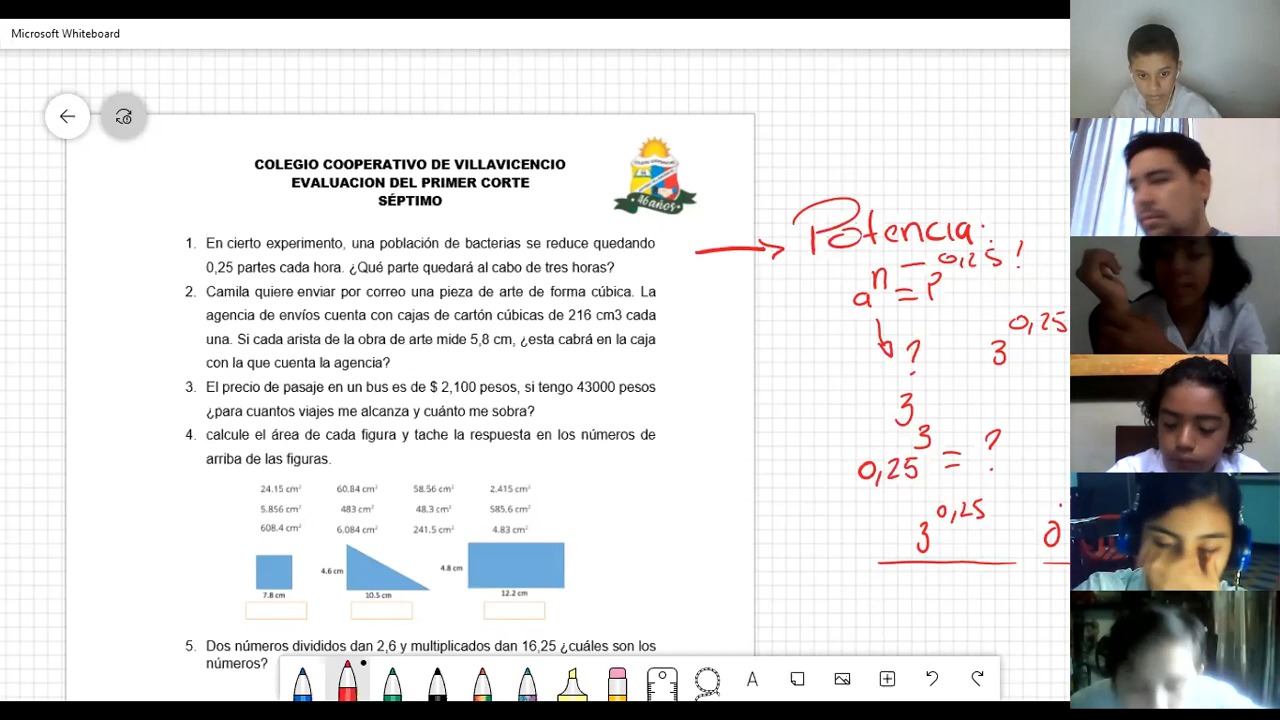 Microsoft Whiteboard
COLEGIO COOPERATIVO DE VILLAVICENCIO
EVALUACION DEL PRIMER CORTE
SÉPTIMO
46 años
1. En cierto experimento, una población de bacterias se reduce quedando
0,25 partes cada hora. ¿Qué parte quedará al cabo de tres horas?
2. Camila quiere enviar por correo una pieza de arte de forma cúbica. La
agencia de envíos cuenta con cajas de cartón cúbicas de 216 cm3 cada
una. Si cada arista de la obra de arte mide 5,8 cm, ¿esta cabrá en la caja
con la que cuenta la agencia?
3. El precio de pasaje en un bus es de $ 2,100 pesos, si tengo 43000 pesos
¿para cuantos viajes me alcanza y cuánto me sobra?
4. calcule el área de cada figura y tache la respuesta en los números de
arriba de las figuras.
24.15 cm² 60.84 cm² 58.56 cm² 2.415 cm²
5.856 cm² 483 cm² 48.3 cm² 585.6 cm²
608.4 cm² 6.084 cm² 241.5 cm² 4.83 cm²
4.6 cm 4.8 cm
7.8 cm 10.5 cm 12.2 cm
5. Dos números divididos dan 2,6 y multiplicados dan 16,25 ¿cuáles son los
números?
Potencia:
— 0,25 !
aⁿ = ?
? 3^0,25
3
0,25³ = ?
3^0,25 0
A